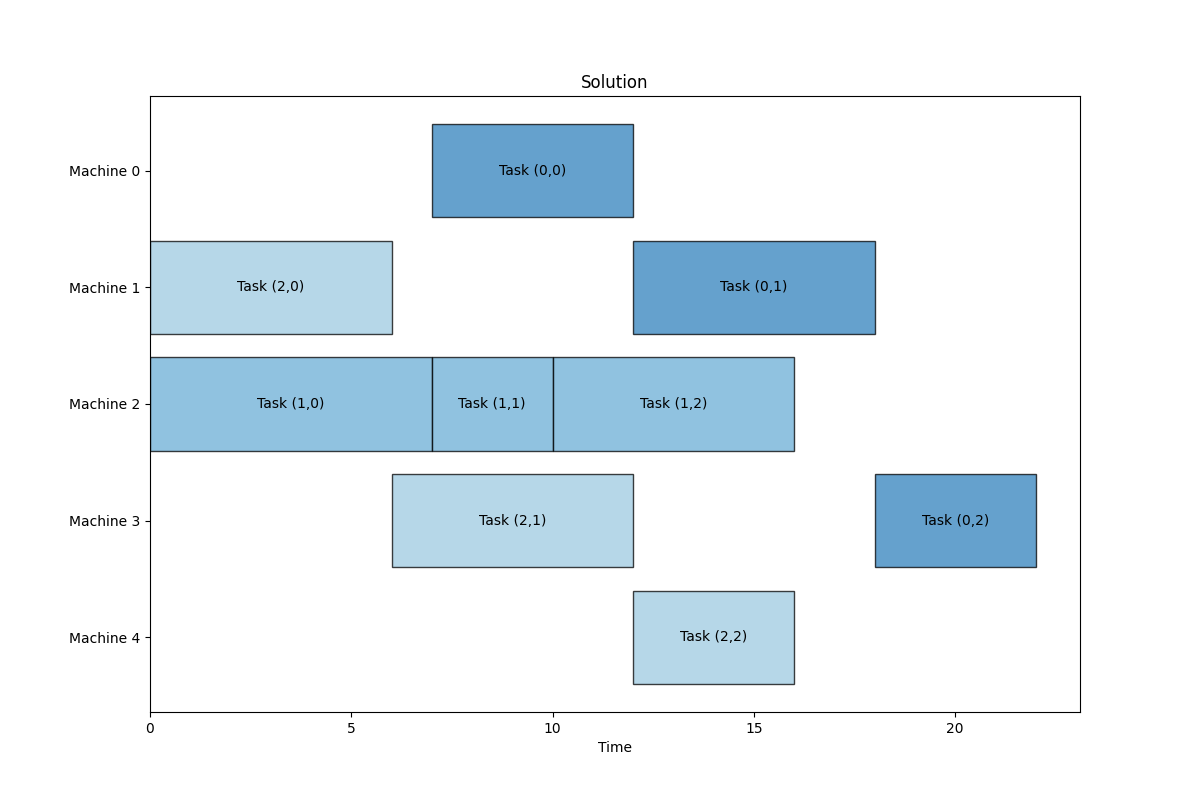 Solution
Machine 0
Task (0,0)
Machine 1
Task (2,0)
Task (0,1)
Machine 2
Task (1,0)
Task (1,1)
Task (1,2)
Machine 3
Task (2,1)
Task (0,2)
Machine 4
Task (2,2)
0
5
10
15
20
Time